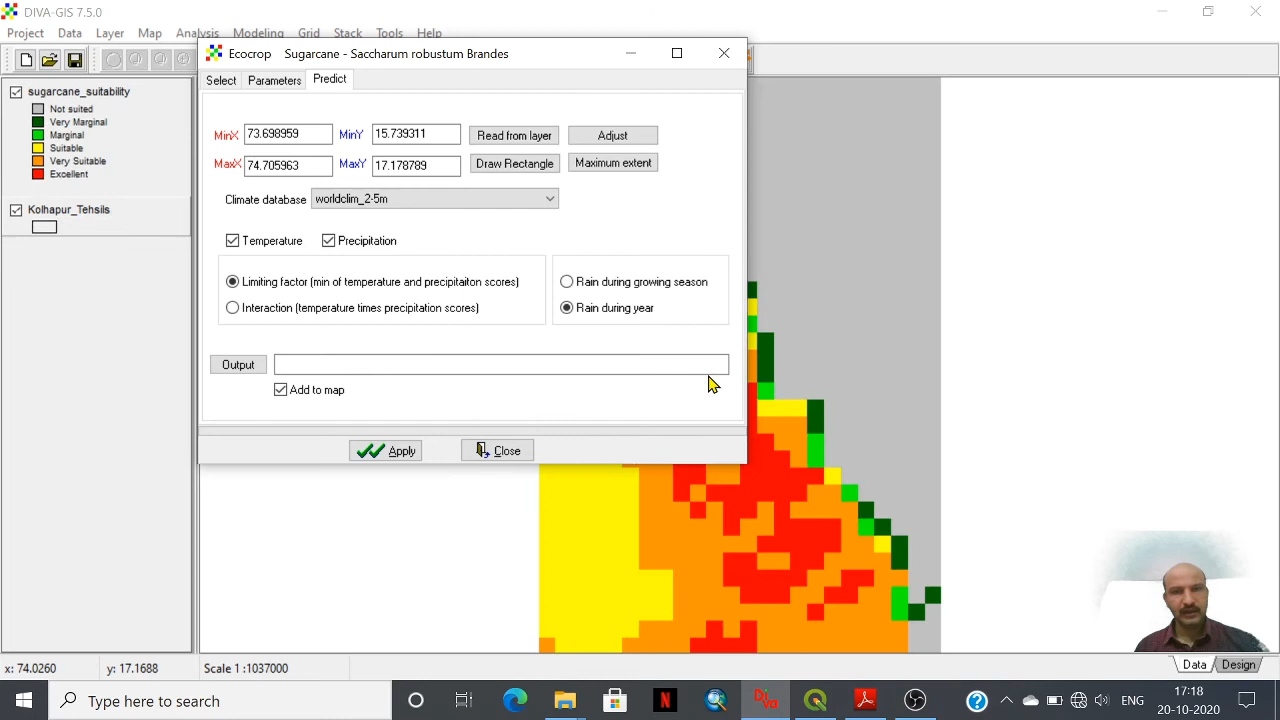 DIVA-GIS 7.5.0
Project Data Layer Map Analysis Modeling Grid Stack Tools Help
Ecocrop Sugarcane - Saccharum robustum Brandes
Select Parameters Predict
sugarcane_suitability
Not suited
Very Marginal
Marginal
Suitable
Very Suitable
Excellent
Kolhapur_Tehsils
MinX 73.698959 MinY 15.739311 Read from layer Adjust
MaxX 74.705963 MaxY 17.178789 Draw Rectangle Maximum extent
Climate database worldclim_2-5m
Temperature Precipitation
Limiting factor (min of temperature and precipitaiton scores) Rain during growing season
Interaction (temperature times precipitation scores) Rain during year
Output
Add to map
Apply Close
x: 74.0260 y: 17.1688 Scale 1 :1037000 Data Design
Type here to search
Di
va
ENG
17:18
20-10-2020